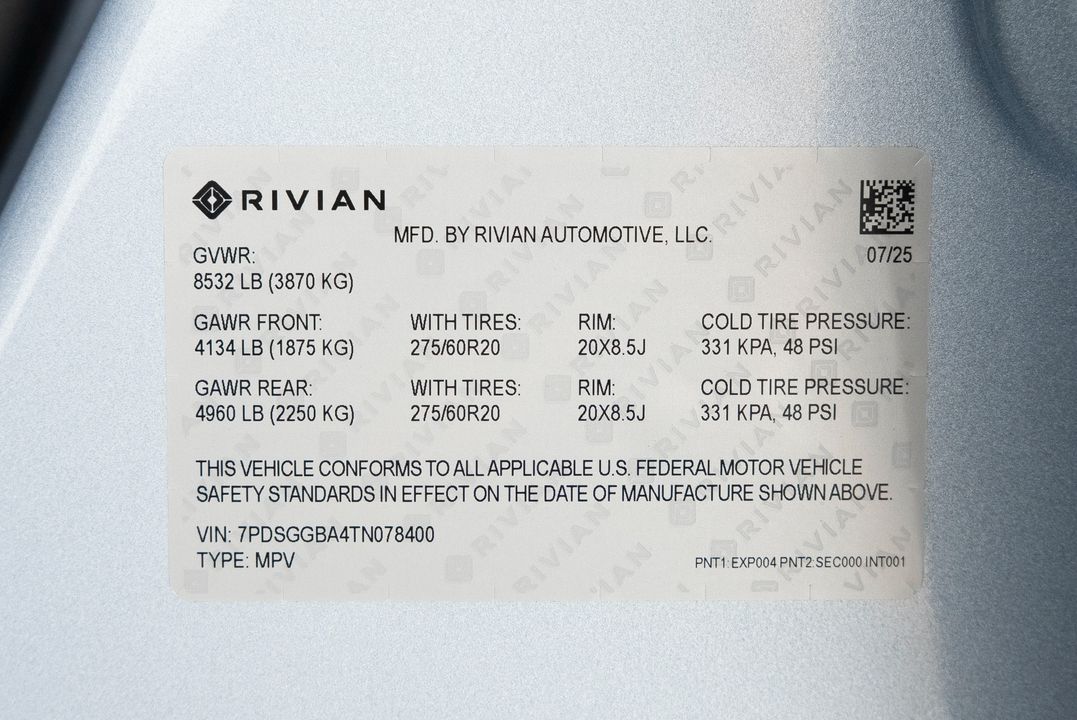 RIVIAN
MFD. BY RIVIAN AUTOMOTIVE, LLC.
07/25
GVWR:
8532 LB (3870 KG)
GAWR FRONT: WITH TIRES: RIM: COLD TIRE PRESSURE:
4134 LB (1875 KG) 275/60R20 20X8.5J 331 KPA, 48 PSI
GAWR REAR: WITH TIRES: RIM: COLD TIRE PRESSURE:
4960 LB (2250 KG) 275/60R20 20X8.5J 331 KPA, 48 PSI
THIS VEHICLE CONFORMS TO ALL APPLICABLE U.S. FEDERAL MOTOR VEHICLE
SAFETY STANDARDS IN EFFECT ON THE DATE OF MANUFACTURE SHOWN ABOVE.
VIN: 7PDSGGBA4TN078400
TYPE: MPV
PNT1:EXP004 PNT2:SEC000 INT001